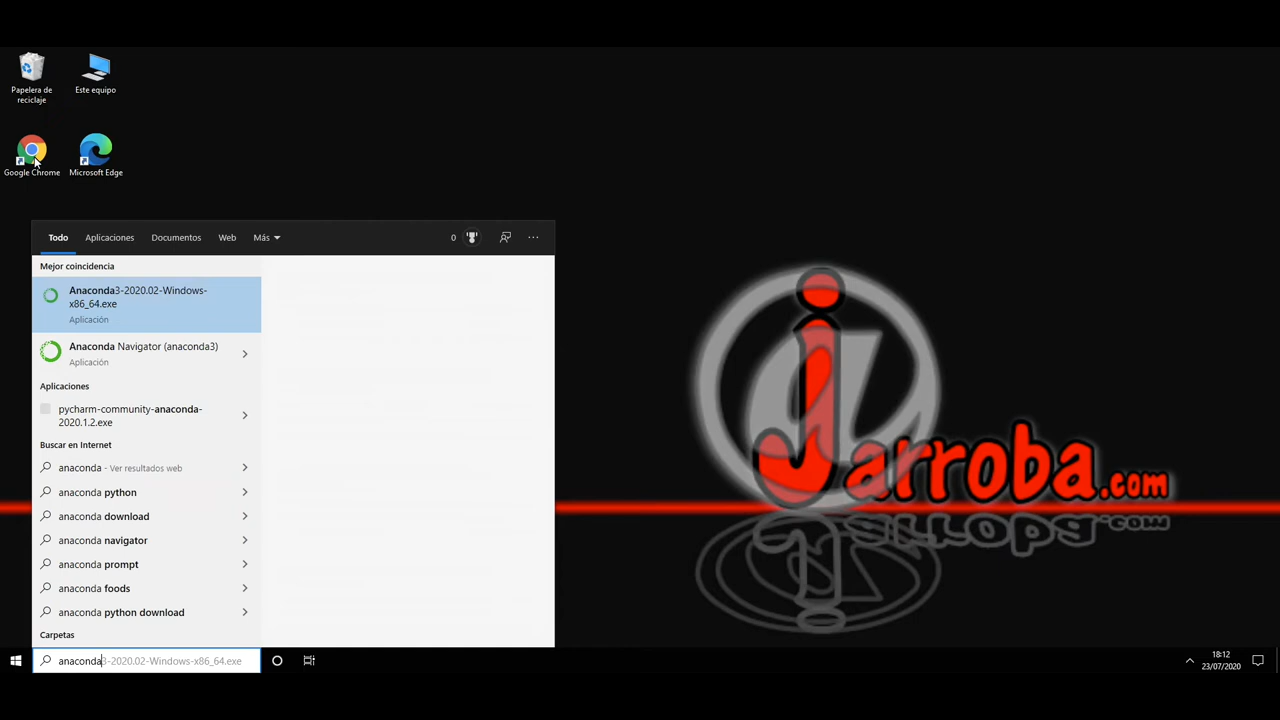 Papelera de
reciclaje
Este equipo
Google Chrome
Microsoft Edge
Todo
Aplicaciones
Documentos
Web
Más
0
Mejor coincidencia
Anaconda3-2020.02-Windows-
x86_64.exe
Aplicación
Anaconda Navigator (anaconda3)
Aplicación
Aplicaciones
pycharm-community-anaconda-
2020.1.2.exe
Buscar en Internet
anaconda - Ver resultados web
anaconda python
anaconda download
anaconda navigator
anaconda prompt
anaconda foods
anaconda python download
Carpetas
anaconda3-2020.02-Windows-x86_64.exe
Jarroba.com
18:12
23/07/2020